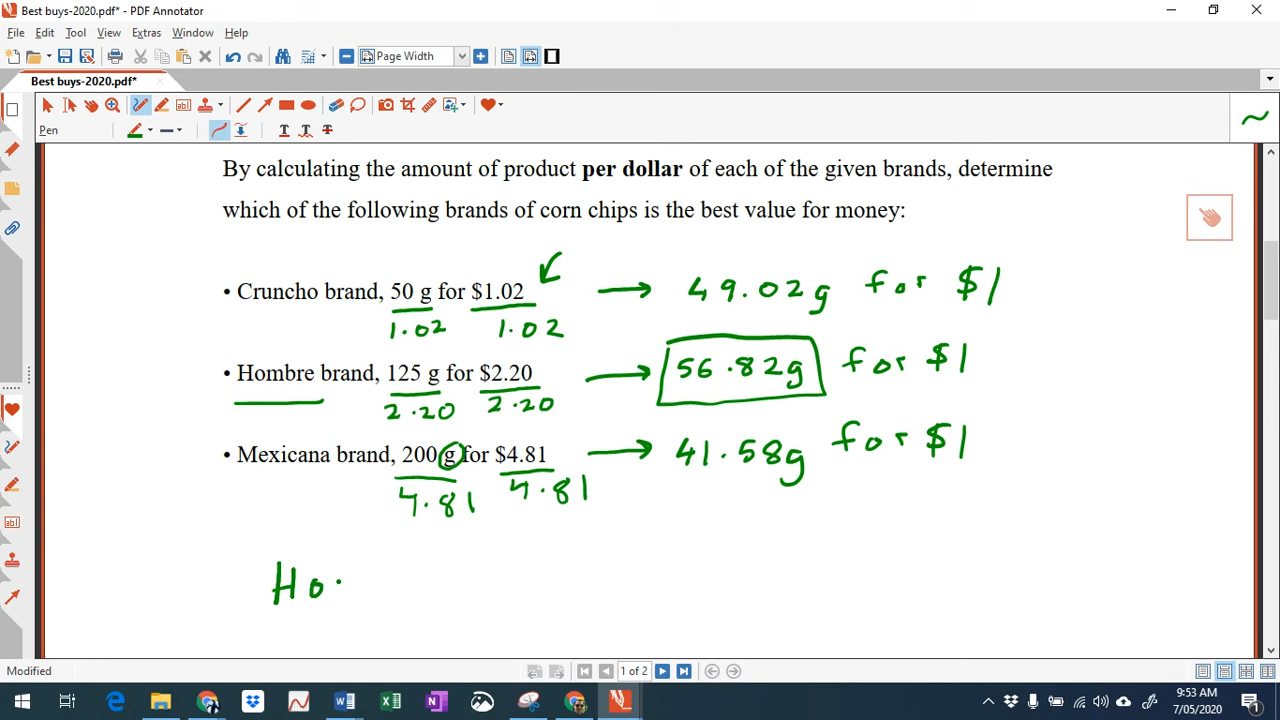 Best buys-2020.pdf* - PDF Annotator
File Edit Tool View Extras Window Help
Page Width
Best buys-2020.pdf*
Pen
By calculating the amount of product per dollar of each of the given brands, determine
which of the following brands of corn chips is the best value for money:
• Cruncho brand, 50 g for $1.02 → 49.02g for $1
1.02 1.02
• Hombre brand, 125 g for $2.20 → 56.82g for $1
2.20 2.20
• Mexicana brand, 200 g for $4.81 → 41.58g for $1
4.81 4.81
Ho
Modified
1 of 2
9:53 AM
7/05/2020